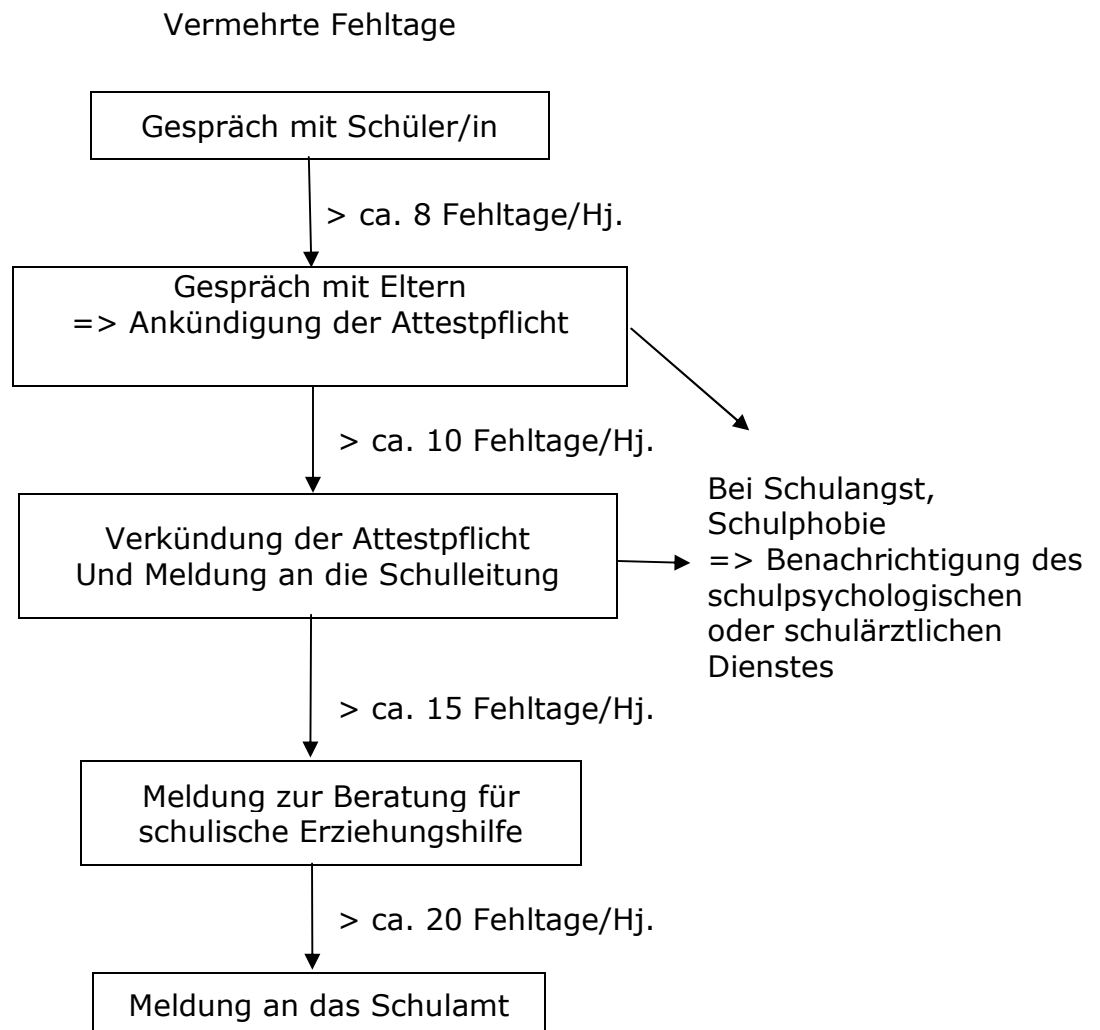 Vermehrte Fehltage
Gespräch mit Schüler/in
> ca. 8 Fehltage/Hj.
Gespräch mit Eltern
=> Ankündigung der Attestpflicht
> ca. 10 Fehltage/Hj.
Verkündung der Attestpflicht
Und Meldung an die Schulleitung
Bei Schulangst,
Schulphobie
=> Benachrichtigung des
schulpsychologischen
oder schulärztlichen
Dienstes
> ca. 15 Fehltage/Hj.
Meldung zur Beratung für
schulische Erziehungshilfe
> ca. 20 Fehltage/Hj.
Meldung an das Schulamt